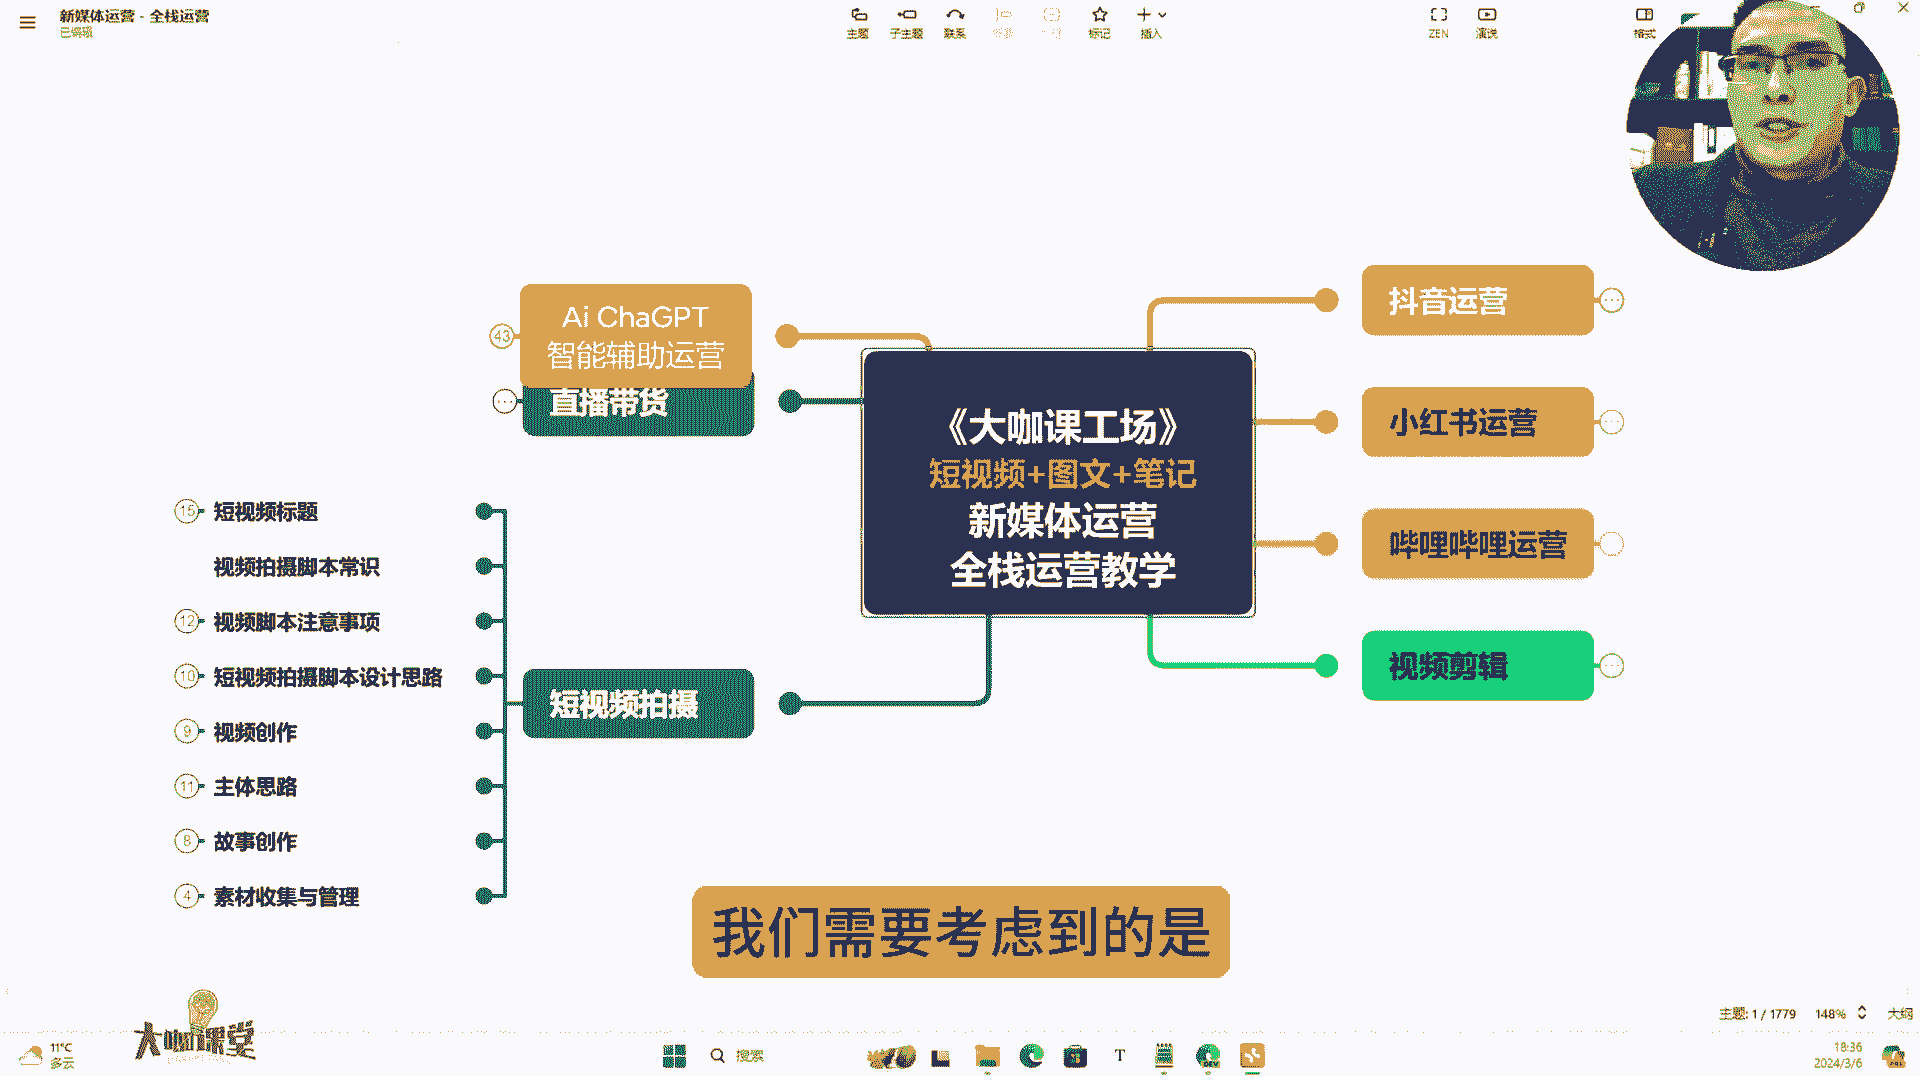 新媒体运营 - 全栈运营
已编辑
主题
子主题
联系
标记
插入
ZEN
演说
格式
43
Ai ChaGPT
智能辅助运营
直播带货
《大咖课工场》
短视频+图文+笔记
新媒体运营
全栈运营教学
抖音运营
小红书运营
哔哩哔哩运营
视频剪辑
短视频拍摄
15 短视频标题
视频拍摄脚本常识
12 视频脚本注意事项
10 短视频拍摄脚本设计思路
9 视频创作
11 主体思路
8 故事创作
4 素材收集与管理
我们需要考虑到的是
大咖课堂
主题: 1 / 1779
148%
大纲
11°C
多云
搜索
T
DEV
18:36
2024/3/6